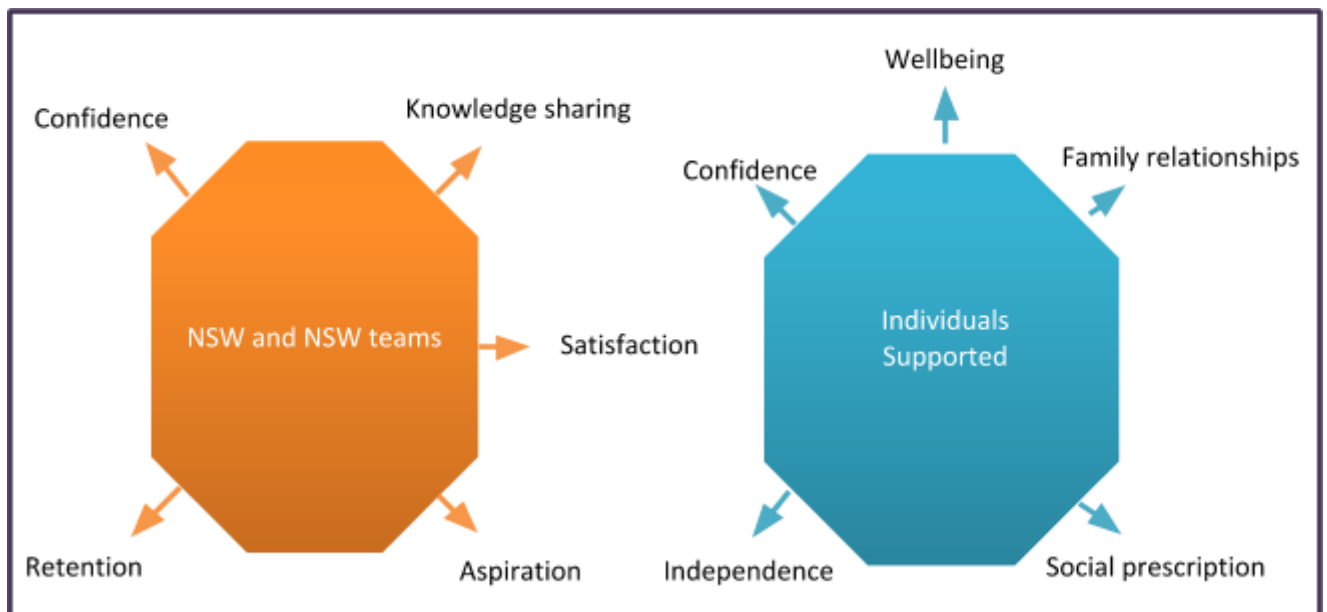 Confidence
Knowledge sharing
NSW and NSW teams
Satisfaction
Retention
Aspiration
Wellbeing
Confidence
Family relationships
Individuals
Supported
Independence
Social prescription